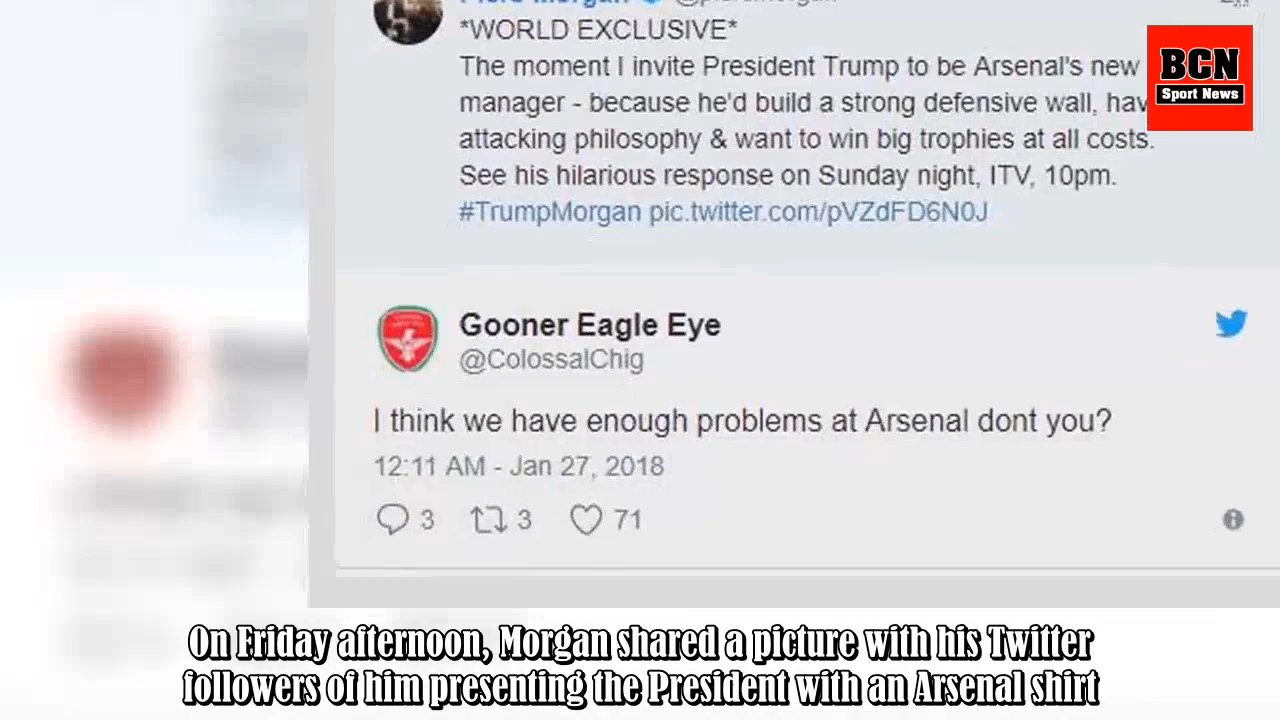 *WORLD EXCLUSIVE*
The moment I invite President Trump to be Arsenal's new
manager - because he'd build a strong defensive wall,
attacking philosophy & want to win big trophies at all costs.
See his hilarious response on Sunday night, ITV, 10pm.
#TrumpMorgan pic.twitter.com/pVZdFD6N0J
BCN
Sport News
Gooner Eagle Eye
@ColossalChig
I think we have enough problems at Arsenal dont you?
12:11 AM - Jan 27, 2018
3 3 71
On Friday afternoon, Morgan shared a picture with his Twitter
followers of him presenting the President with an Arsenal shirt